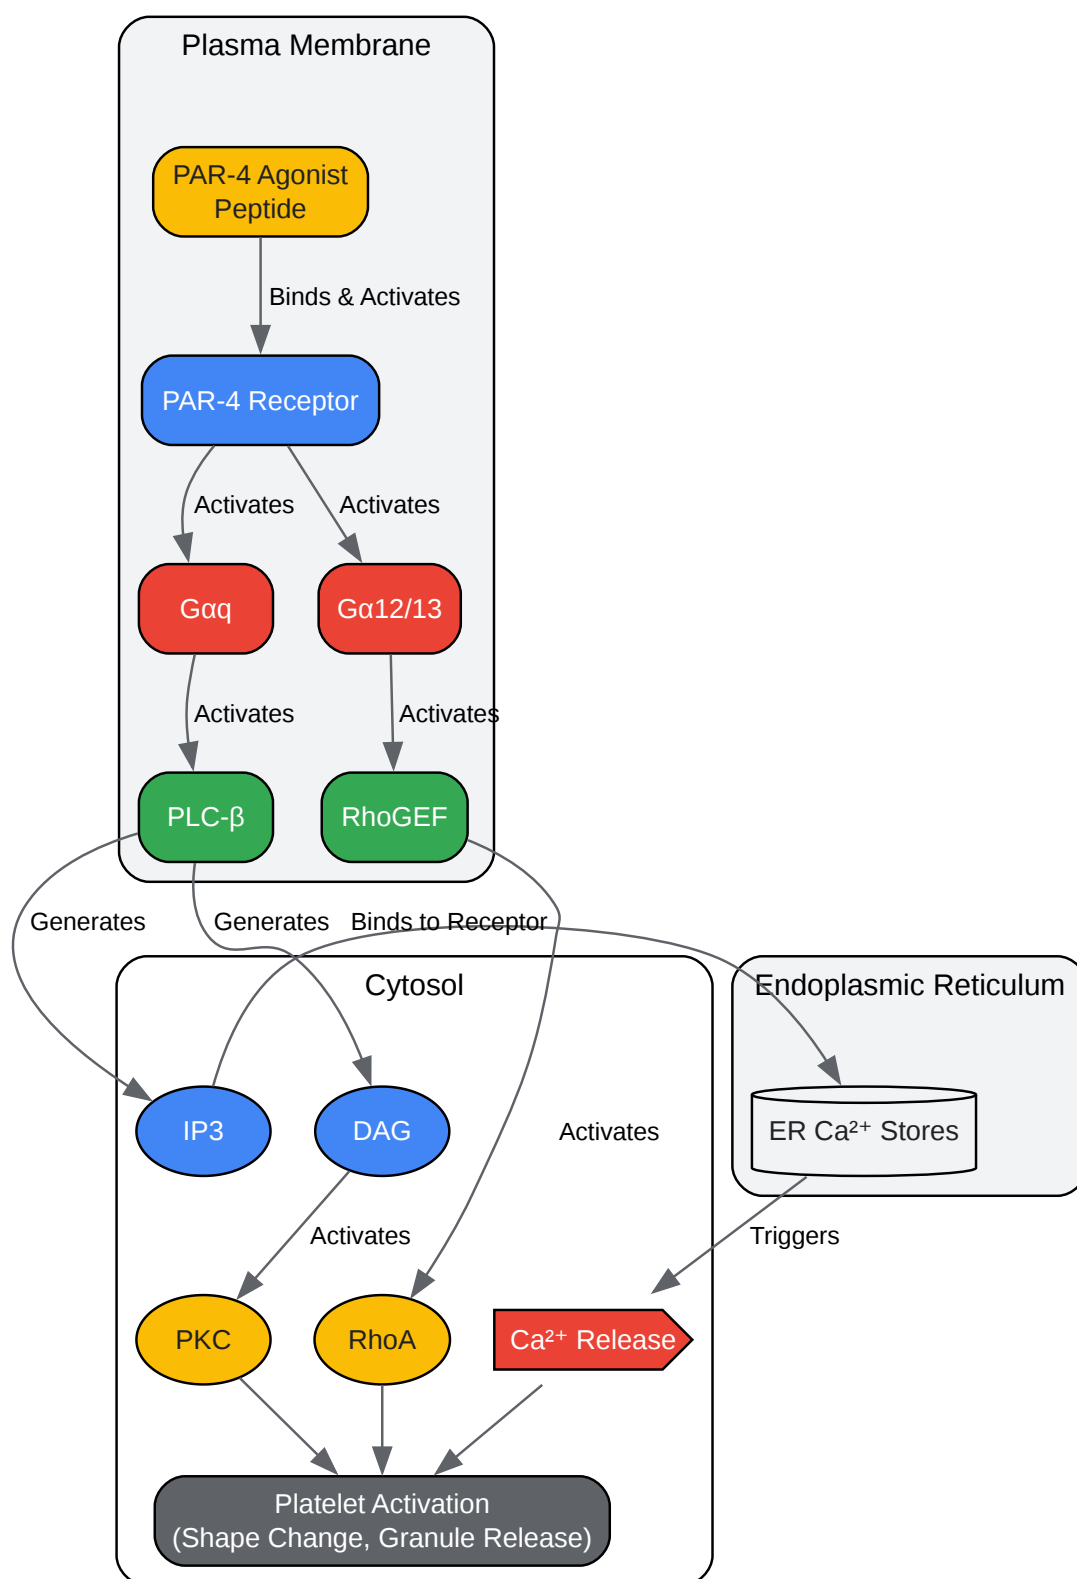 Plasma Membrane
PAR-4 Agonist
Peptide
Binds & Activates
PAR-4 Receptor
Activates
Activates
Gαq
Gα12/13
Activates
Activates
PLC-β
RhoGEF
Generates
Generates
Binds to Receptor
Cytosol
Endoplasmic Reticulum
IP3
DAG
Activates
ER Ca²⁺ Stores
Activates
Triggers
PKC
RhoA
Ca²⁺ Release
Platelet Activation
(Shape Change, Granule Release)